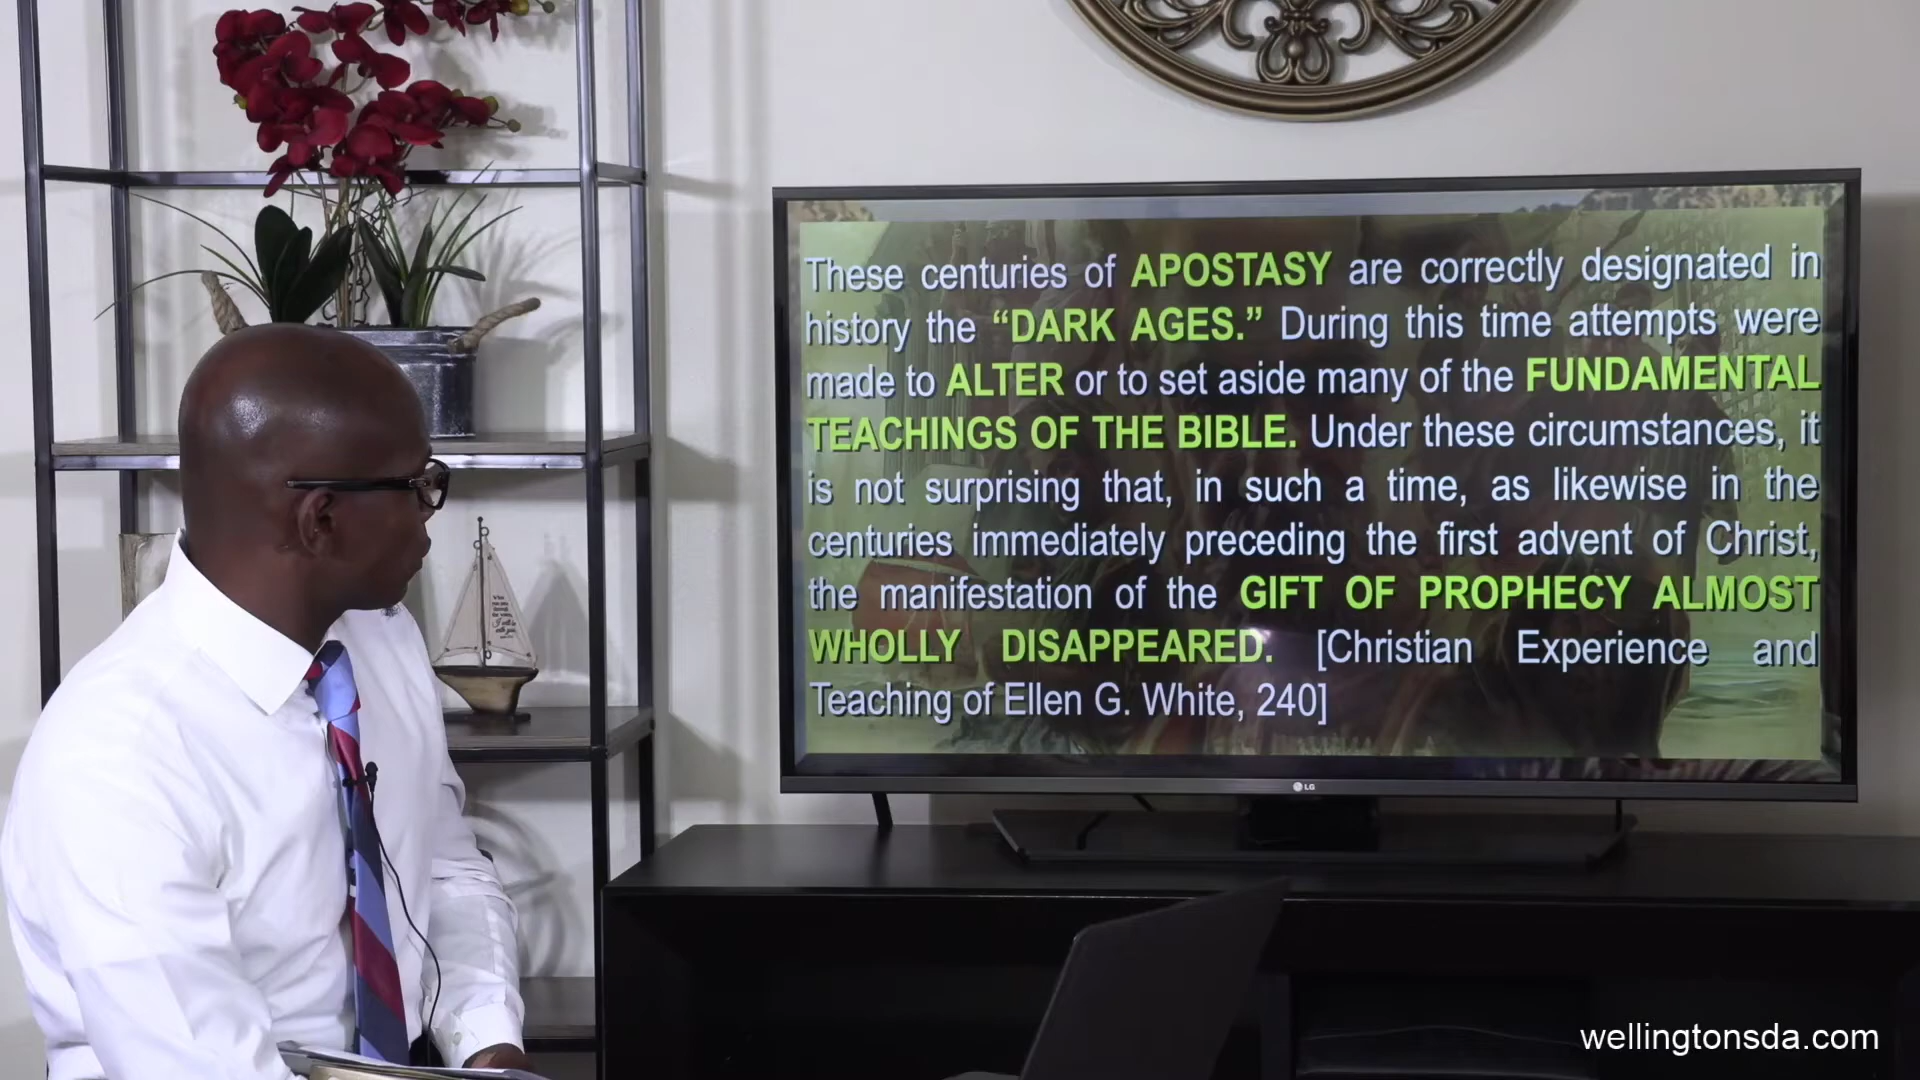 These centuries of APOSTASY are correctly designated in
history the “DARK AGES.” During this time attempts were
made to ALTER or to set aside many of the FUNDAMENTAL
TEACHINGS OF THE BIBLE. Under these circumstances, it
is not surprising that, in such a time, as likewise in the
centuries immediately preceding the first advent of Christ,
the manifestation of the GIFT OF PROPHECY ALMOST
WHOLLY DISAPPEARED. [Christian Experience and
Teaching of Ellen G. White, 240]
LG
wellingtonsda.com